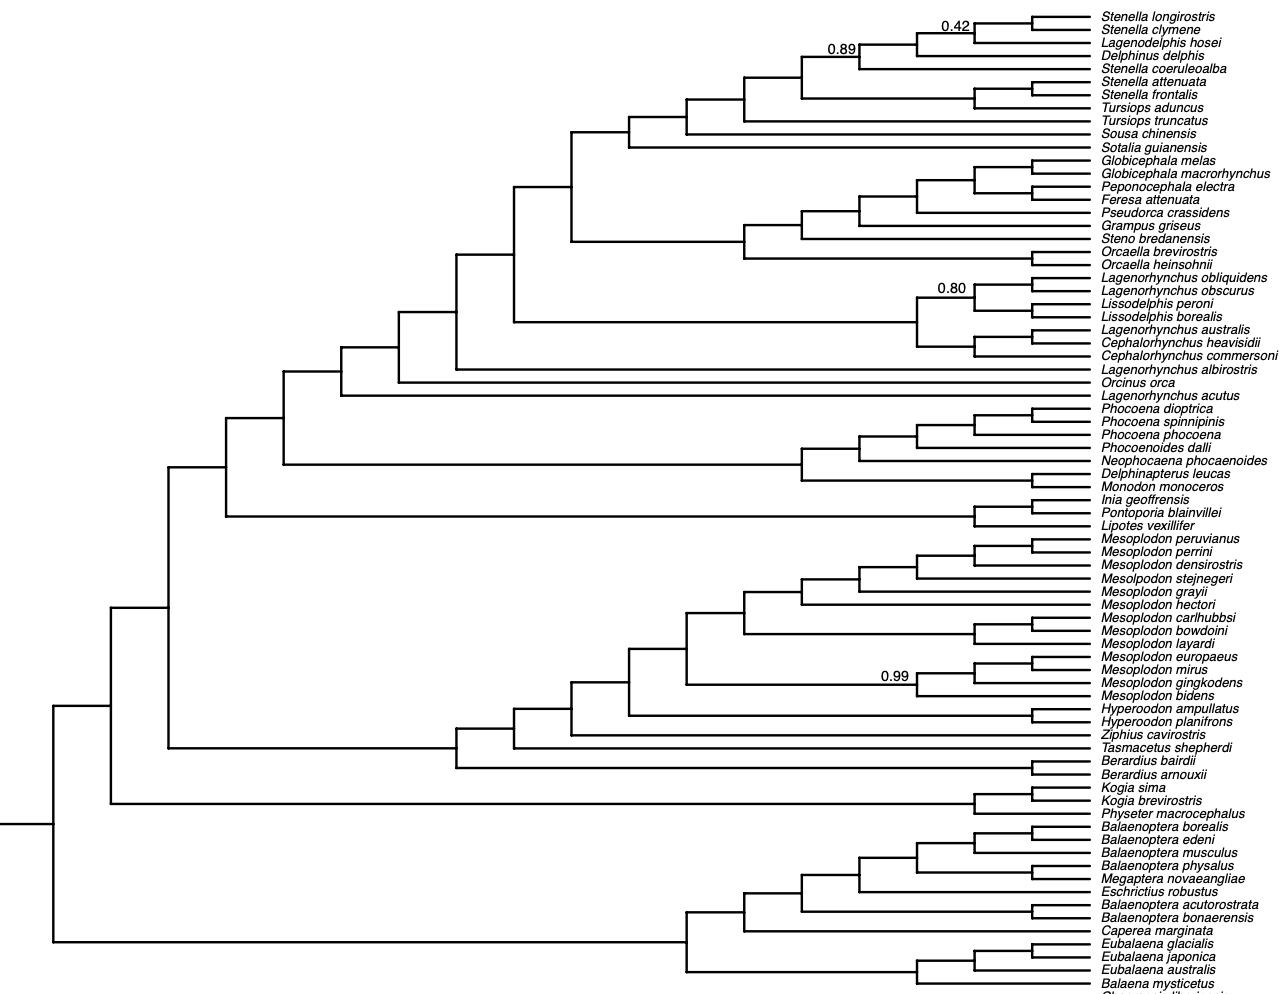 Stenella longirostris
0.42
Stenella clymene
Lagenodelphis hosei
0.89
Delphinus delphis
Stenella coeruleoalba
Stenella attenuata
Stenella frontalis
Tursiops aduncus
Tursiops truncatus
Sousa chinensis
Sotalia guianensis
Globicephala melas
Globicephala macrorhynchus
Peponocephala electra
Feresa attenuata
Pseudorca crassidens
Grampus griseus
Steno bredanensis
Orcaella brevirostris
Orcaella heinsohnii
Lagenorhynchus obliquidens
0.80
Lagenorhynchus obscurus
Lissodelphis peroni
Lissodelphis borealis
Lagenorhynchus australis
Cephalorhynchus heavisidii
Cephalorhynchus commersoni
Lagenorhynchus albirostris
Orcinus orca
Lagenorhynchus acutus
Phocoena dioptrica
Phocoena spinnipinis
Phocoena phocoena
Phocoenoides dalli
Neophocaena phocaenoides
Delphinapterus leucas
Monodon monoceros
Inia geoffrensis
Pontoporia blainvillei
Lipotes vexillifer
Mesoplodon peruvianus
Mesoplodon perrini
Mesoplodon densirostris
Mesolpodon stejnegeri
Mesoplodon grayii
Mesoplodon hectori
Mesoplodon carlhubbsi
Mesoplodon bowdoini
Mesoplodon layardi
Mesoplodon europaeus
Mesoplodon mirus
0.99
Mesoplodon gingkodens
Mesoplodon bidens
Hyperoodon ampullatus
Hyperoodon planifrons
Ziphius cavirostris
Tasmacetus shepherdi
Berardius bairdii
Berardius arnouxii
Kogia sima
Kogia brevirostris
Physeter macrocephalus
Balaenoptera borealis
Balaenoptera edeni
Balaenoptera musculus
Balaenoptera physalus
Megaptera novaeangliae
Eschrictius robustus
Balaenoptera acutorostrata
Balaenoptera bonaerensis
Caperea marginata
Eubalaena glacialis
Eubalaena japonica
Eubalaena australis
Balaena mysticetus